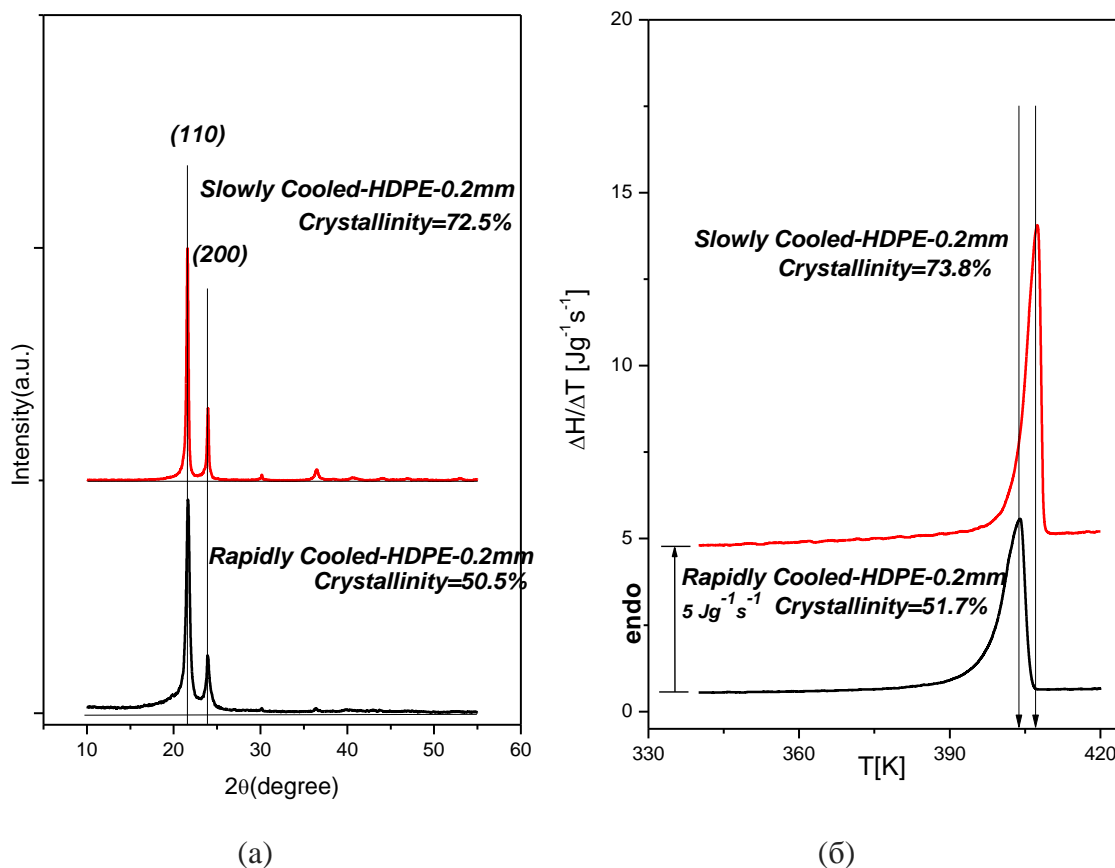 (110)
Slowly Cooled-HDPE-0.2mm
Crystallinity=72.5%
(200)
Rapidly Cooled-HDPE-0.2mm
Crystallinity=50.5%
Intensity(a.u.)
10 20 30 40 50 60
2θ(degree)
(а)
20
15
10
5
0
ΔH/ΔT [Jg⁻¹s⁻¹]
Slowly Cooled-HDPE-0.2mm
Crystallinity=73.8%
Rapidly Cooled-HDPE-0.2mm
5 Jg⁻¹s⁻¹ Crystallinity=51.7%
endo
330 360 390 420
T[K]
(б)